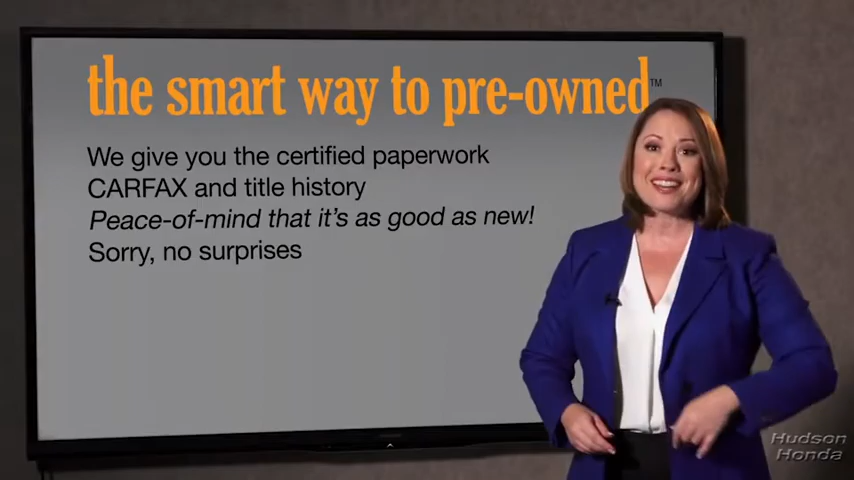 the smart way to pre-owned™
We give you the certified paperwork
CARFAX and title history
Peace-of-mind that it's as good as new!
Sorry, no surprises
Hudson
Honda